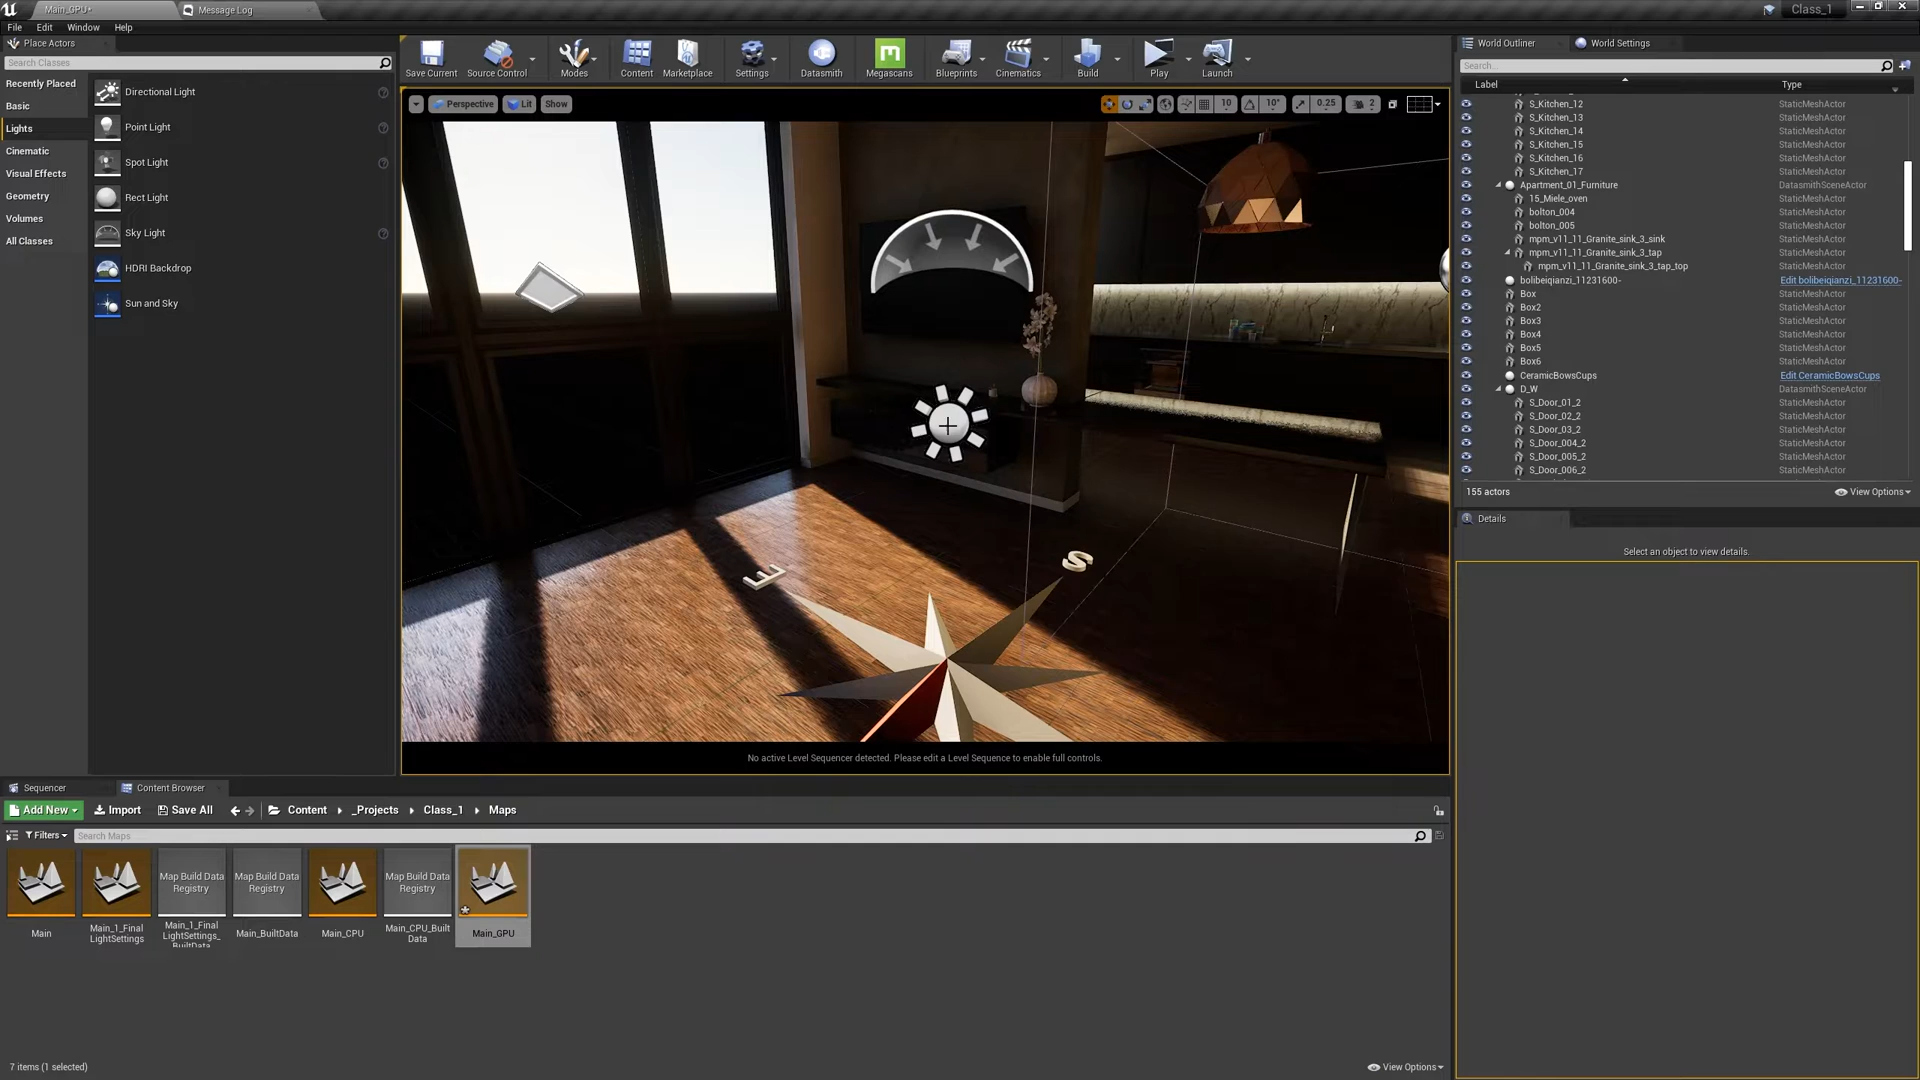 Main_GPU*
Message Log
Class_1
File
Edit
Window
Help
Place Actors
Search Classes
Recently Placed
Basic
Lights
Cinematic
Visual Effects
Geometry
Volumes
All Classes
Directional Light
Point Light
Spot Light
Rect Light
Sky Light
HDRI Backdrop
Sun and Sky
Save Current
Source Control
Modes
Content
Marketplace
Settings
Datasmith
Megascans
Blueprints
Cinematics
Build
Play
Launch
Perspective
Lit
Show
10
10°
0.25
2
E
S
No active Level Sequencer detected. Please edit a Level Sequence to enable full controls.
World Outliner
World Settings
Search...
Label Type
S_Kitchen_12 StaticMeshActor
S_Kitchen_13 StaticMeshActor
S_Kitchen_14 StaticMeshActor
S_Kitchen_15 StaticMeshActor
S_Kitchen_16 StaticMeshActor
S_Kitchen_17 StaticMeshActor
Apartment_01_Furniture DatasmithSceneActor
15_Miele_oven StaticMeshActor
bolton_004 StaticMeshActor
bolton_005 StaticMeshActor
mpm_v11_11_Granite_sink_3_sink StaticMeshActor
mpm_v11_11_Granite_sink_3_tap StaticMeshActor
mpm_v11_11_Granite_sink_3_tap_top StaticMeshActor
bolibeiqianzi_11231600- Edit bolibeiqianzi_11231600-
Box StaticMeshActor
Box2 StaticMeshActor
Box3 StaticMeshActor
Box4 StaticMeshActor
Box5 StaticMeshActor
Box6 StaticMeshActor
CeramicBowsCups Edit CeramicBowsCups
D_W DatasmithSceneActor
S_Door_01_2 StaticMeshActor
S_Door_02_2 StaticMeshActor
S_Door_03_2 StaticMeshActor
S_Door_004_2 StaticMeshActor
S_Door_005_2 StaticMeshActor
S_Door_006_2 StaticMeshActor
155 actors
View Options
Details
Select an object to view details.
Sequencer
Content Browser
Add New
Import
Save All
Content
_Projects
Class_1
Maps
Filters
Search Maps
Main
Main_1_Final
LightSettings
Map Build Data
Registry
Main_1_Final
LightSettings_
BuiltData
Map Build Data
Registry
Main_BuiltData
Main_CPU
Map Build Data
Registry
Main_CPU_Built
Data
Main_GPU
7 items (1 selected)
View Options